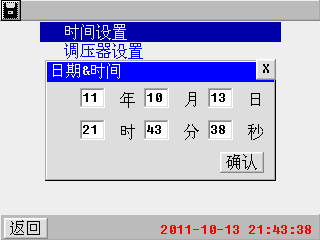 时间设置
调压器设置
日期&时间 X
11 年 10 月 13 日
21 时 43 分 38 秒
确认
返回 2011-10-13 21:43:38